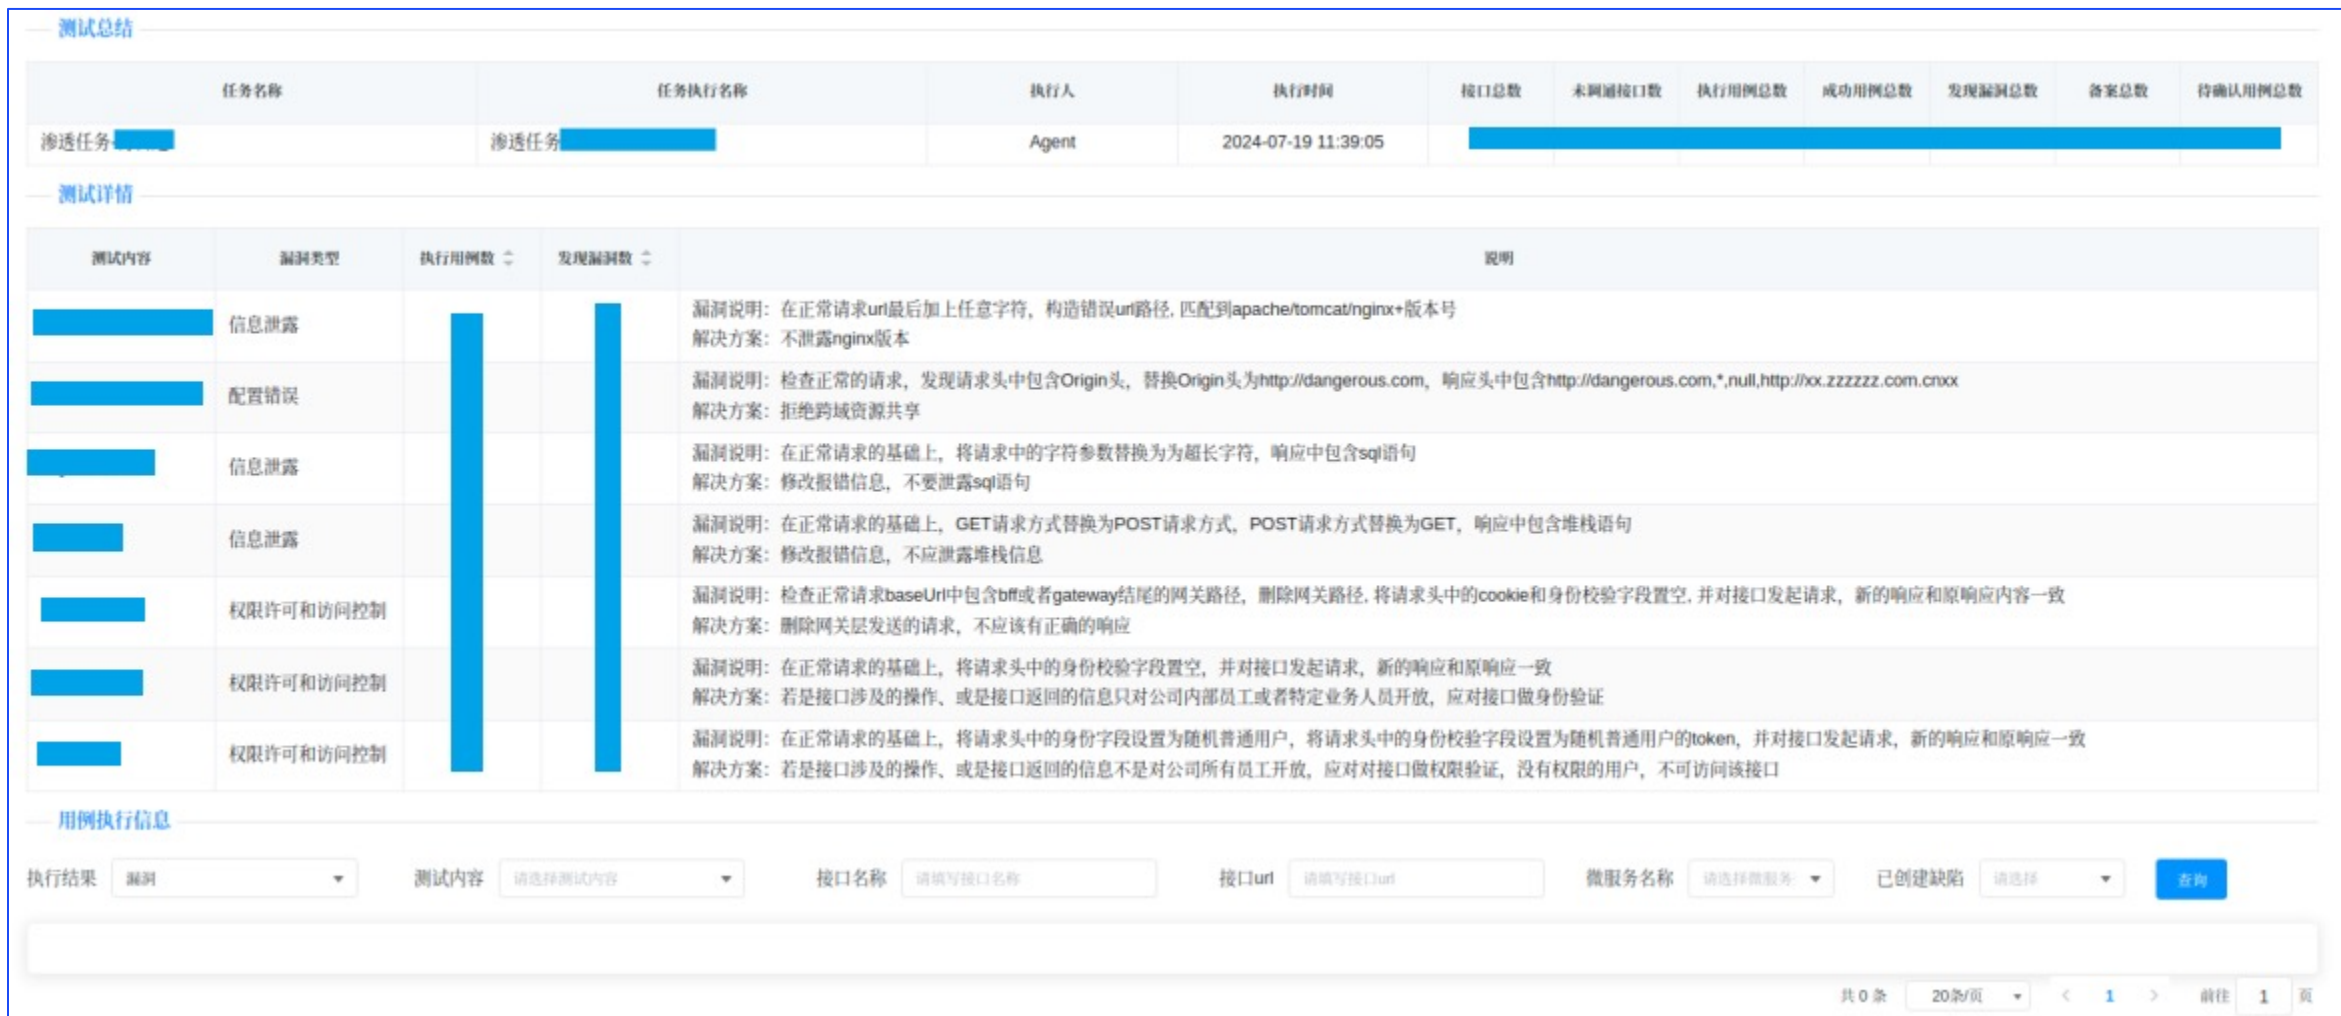 测试总结
任务名称 任务执行名称 执行人 执行时间 接口总数 未调通接口数 执行用例总数 成功用例总数 发现漏洞总数 备案总数 待确认用例总数
渗透任务 渗透任务 Agent 2024-07-19 11:39:05
测试详情
测试内容 漏洞类型 执行用例数 发现漏洞数 说明
漏洞说明：在正常请求url最后加上任意字符，构造错误url路径, 匹配到apache/tomcat/nginx+版本号
信息泄露
解决方案：不泄露nginx版本
漏洞说明：检查正常的请求，发现请求头中包含Origin头，替换Origin头为http://dangerous.com，响应头中包含http://dangerous.com,*,null,http://xx.zzzzzz.com.cnxx
配置错误
解决方案：拒绝跨域资源共享
漏洞说明：在正常请求的基础上，将请求中的字符参数替换为为超长字符，响应中包含sql语句
信息泄露
解决方案：修改报错信息，不要泄露sql语句
漏洞说明：在正常请求的基础上，GET请求方式替换为POST请求方式，POST请求方式替换为GET，响应中包含堆栈语句
信息泄露
解决方案：修改报错信息，不应泄露堆栈信息
漏洞说明：检查正常请求baseUrl中包含bff或者gateway结尾的网关路径，删除网关路径, 将请求头中的cookie和身份校验字段置空, 并对接口发起请求，新的响应和原响应内容一致
权限许可和访问控制
解决方案：删除网关层发送的请求，不应该有正确的响应
漏洞说明：在正常请求的基础上，将请求头中的身份校验字段置空，并对接口发起请求，新的响应和原响应一致
权限许可和访问控制
解决方案：若是接口涉及的操作、或是接口返回的信息只对公司内部员工或者特定业务人员开放，应对接口做身份验证
漏洞说明：在正常请求的基础上，将请求头中的身份字段设置为随机普通用户，将请求头中的身份校验字段设置为随机普通用户的token，并对接口发起请求，新的响应和原响应一致
权限许可和访问控制
解决方案：若是接口涉及的操作、或是接口返回的信息不是对公司所有员工开放，应对对接口做权限验证，没有权限的用户，不可访问该接口
用例执行信息
执行结果 漏洞 测试内容 请选择测试内容 接口名称 请填写接口名称 接口url 请填写接口url 微服务名称 请选择微服务 已创建缺陷 请选择 查询
共 0 条 20条/页 1 前往 1 页